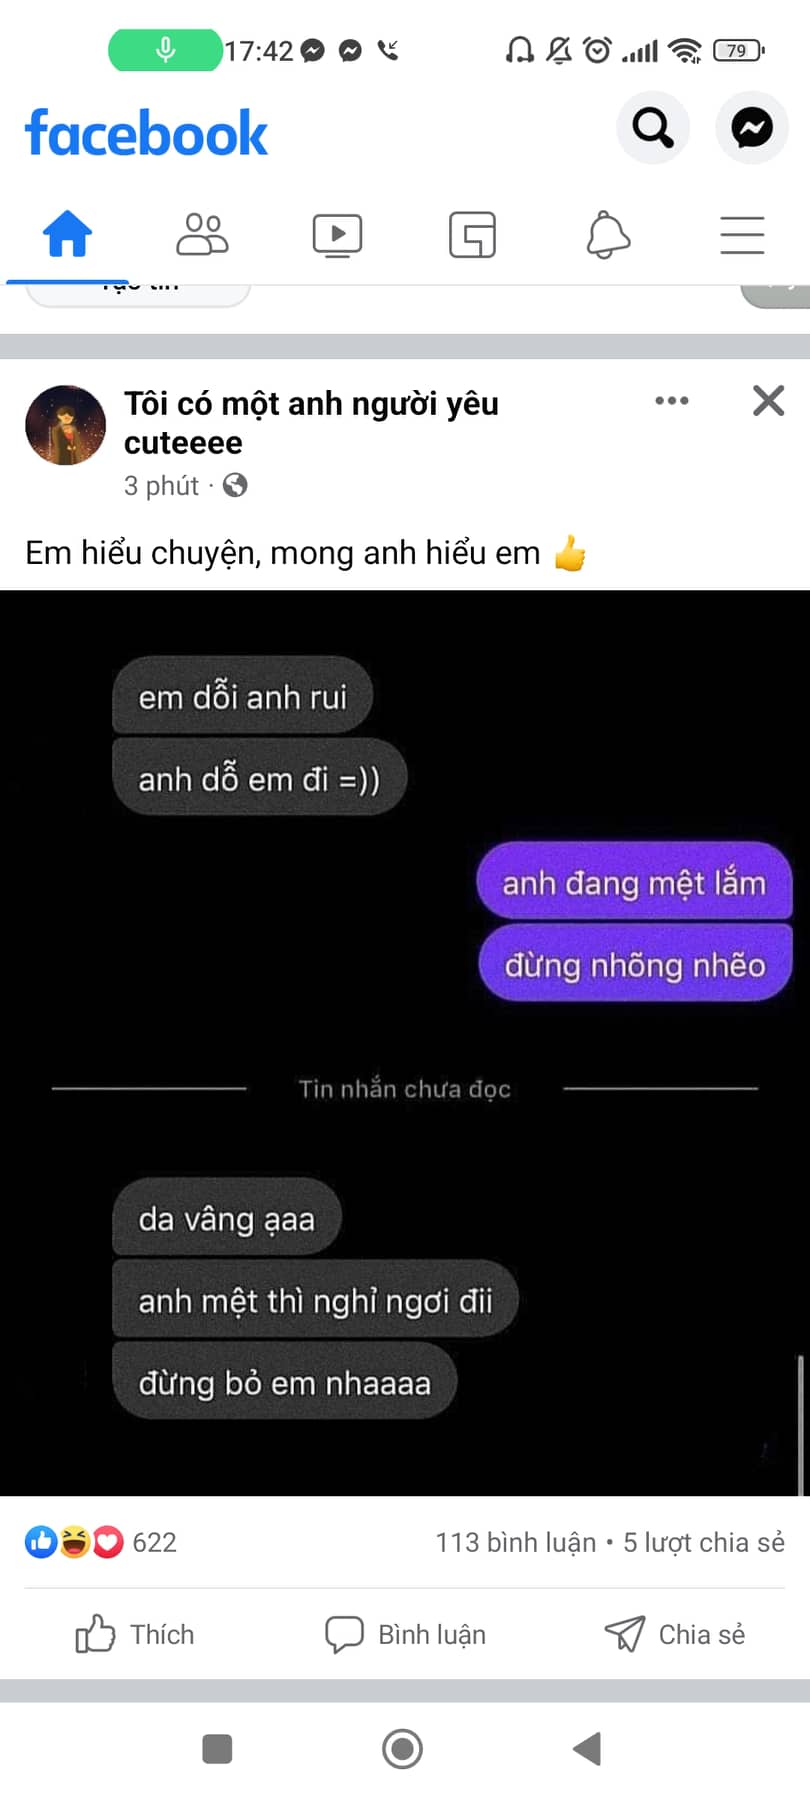 17:42
79
facebook
Tạo tin
Tôi có một anh người yêu
cuteeee
3 phút ·
Em hiểu chuyện, mong anh hiểu em 👍
em dỗi anh rui
anh dỗ em đi =))
anh đang mệt lắm
đừng nhõng nhẽo
Tin nhắn chưa đọc
da vâng ạaa
anh mệt thì nghỉ ngơi đii
đừng bỏ em nhaaaa
622
113 bình luận • 5 lượt chia sẻ
Thích
Bình luận
Chia sẻ